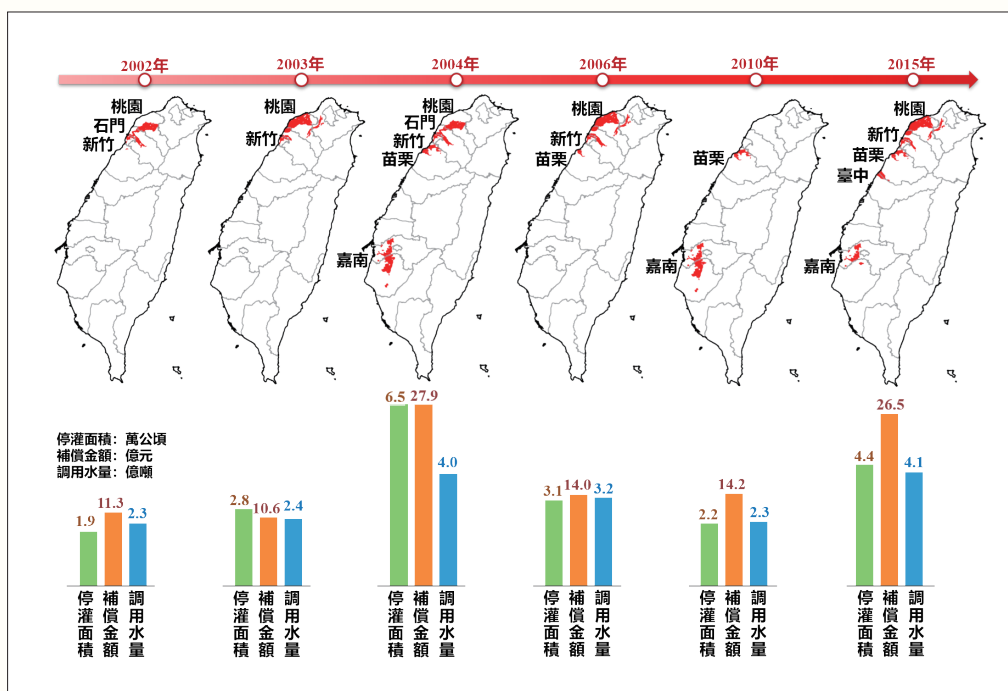 2002年
2003年
2004年
2006年
2010年
2015年
桃園
石門
新竹
桃園
新竹
桃園
石門
新竹
苗栗
嘉南
桃園
新竹
苗栗
苗栗
嘉南
桃園
新竹
苗栗
臺中
嘉南
停灌面積：萬公頃
補償金額：億元
調用水量：億噸
1.9
11.3
2.3
2.8
10.6
2.4
6.5
27.9
4.0
3.1
14.0
3.2
2.2
14.2
2.3
4.4
26.5
4.1
停灌面積
補償金額
調用水量
停灌面積
補償金額
調用水量
停灌面積
補償金額
調用水量
停灌面積
補償金額
調用水量
停灌面積
補償金額
調用水量
停灌面積
補償金額
調用水量